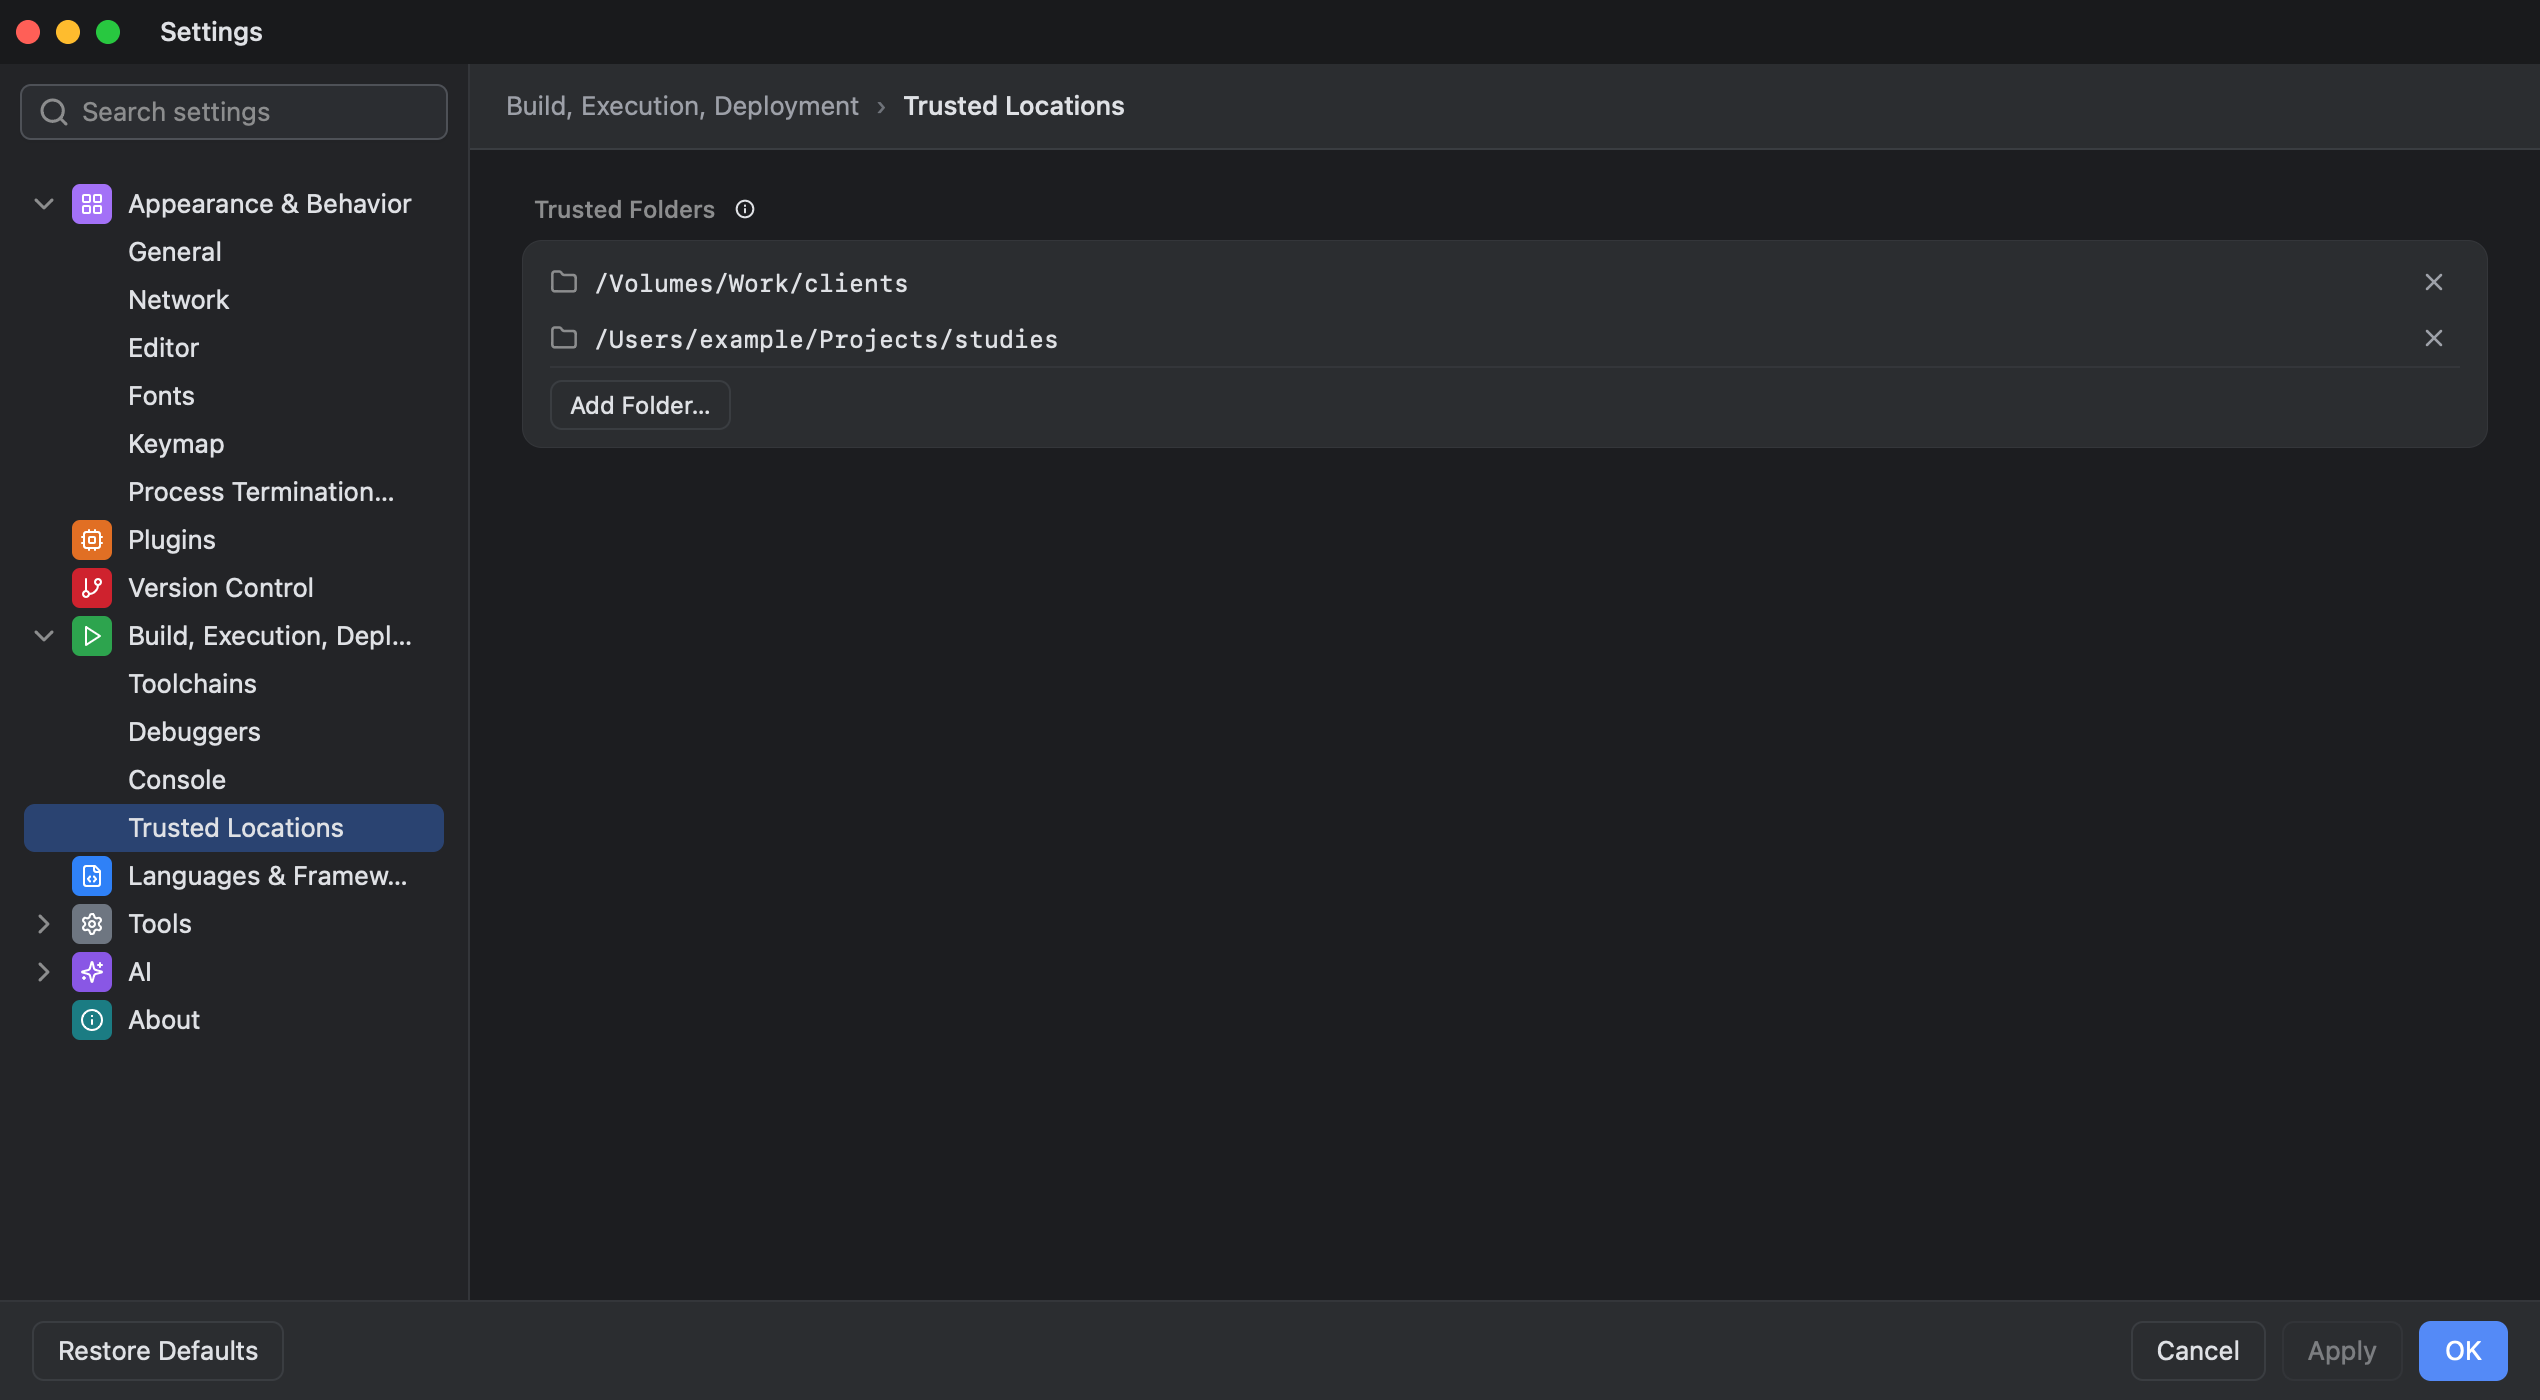 Settings
Search settings
Appearance & Behavior
General
Network
Editor
Fonts
Keymap
Process Termination...
Plugins
Version Control
Build, Execution, Depl...
Toolchains
Debuggers
Console
Trusted Locations
Languages & Framew...
Tools
AI
About
Build, Execution, Deployment › Trusted Locations
Trusted Folders
/Volumes/Work/clients
/Users/example/Projects/studies
Add Folder...
Restore Defaults
Cancel
Apply
OK